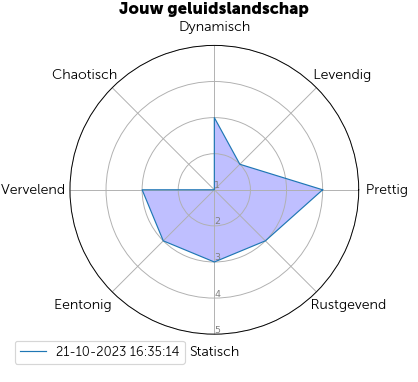 Jouw geluidslandschap
Dynamisch
Chaotisch
Levendig
Vervelend
Prettig
1
2
3
4
5
Eentonig
Rustgevend
21-10-2023 16:35:14
Statisch